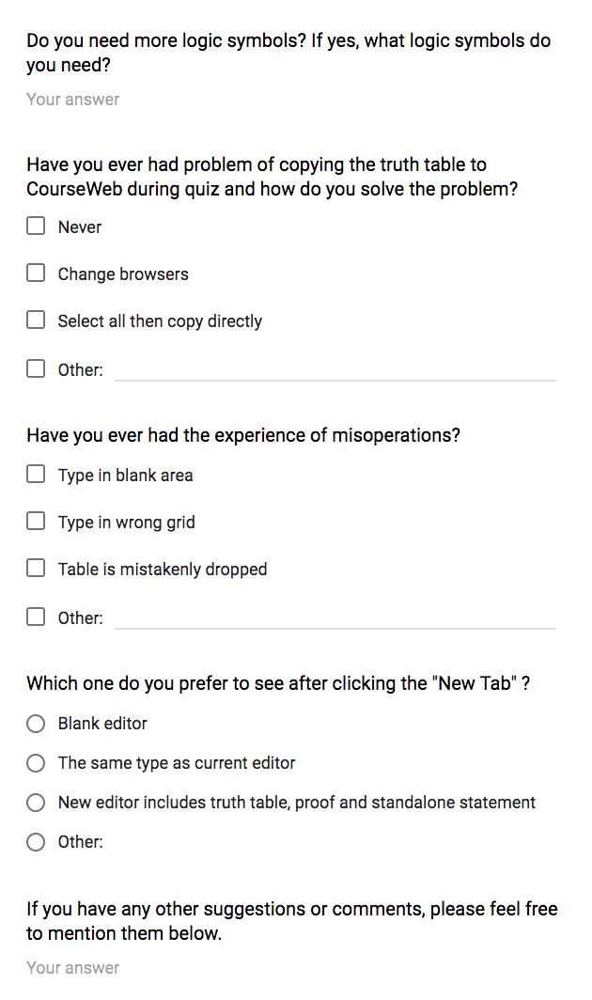 Do you need more logic symbols? If yes, what logic symbols do
you need?
Your answer
Have you ever had problem of copying the truth table to
CourseWeb during quiz and how do you solve the problem?
Never
Change browsers
Select all then copy directly
Other:
Have you ever had the experience of misoperations?
Type in blank area
Type in wrong grid
Table is mistakenly dropped
Other:
Which one do you prefer to see after clicking the "New Tab" ?
Blank editor
The same type as current editor
New editor includes truth table, proof and standalone statement
Other:
If you have any other suggestions or comments, please feel free
to mention them below.
Your answer